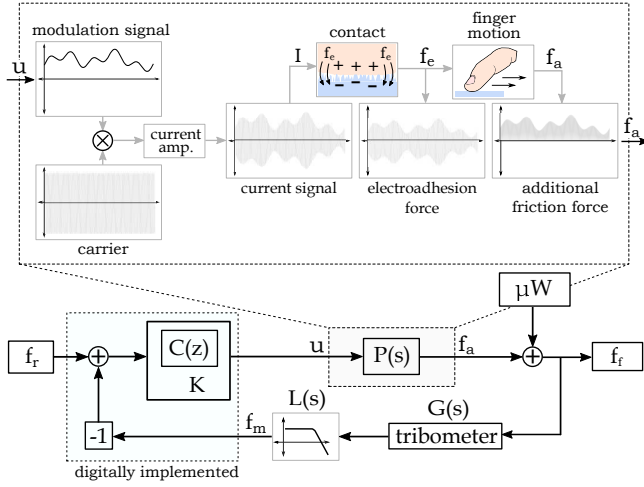 modulation signal
u
carrier
current
amp.
current signal
I
contact
f_e
f_e
+ + +
- - -
f_e
electroadhesion
force
finger
motion
f_a
additional
friction force
f_a
μW
f_r
+
C(z)
K
u
P(s)
f_a
+
f_f
-1
f_m
L(s)
G(s)
tribometer
digitally implemented